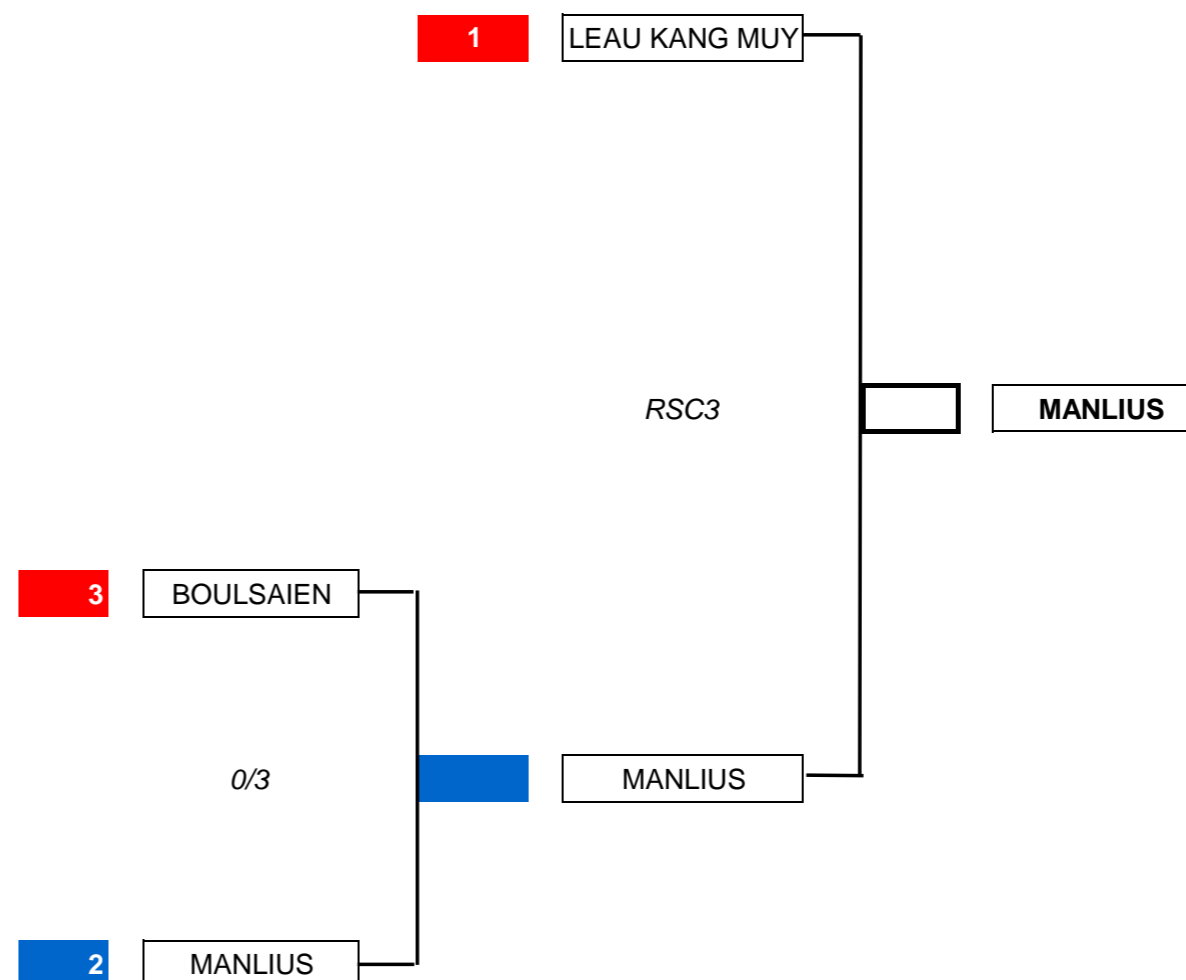 1 LEAU KANG MUY
RSC3 MANLIUS
3 BOULSAIEN
0/3 MANLIUS
2 MANLIUS